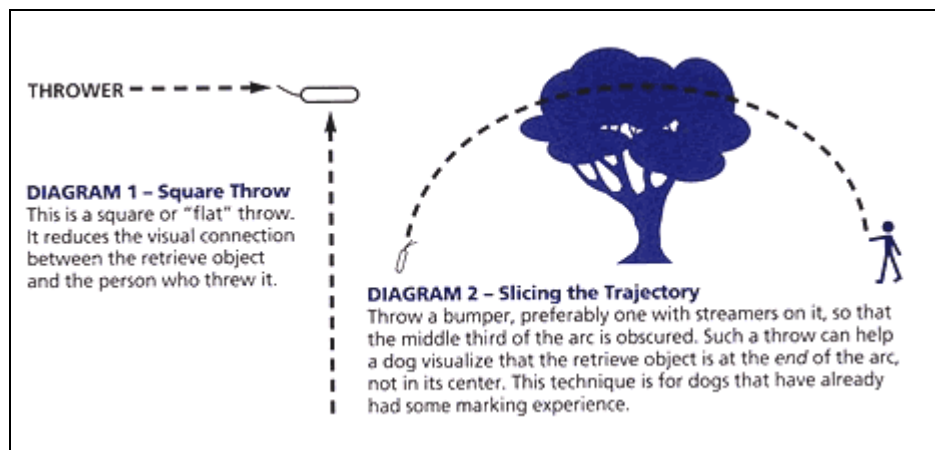 THROWER
DIAGRAM 1 – Square Throw
This is a square or “flat” throw.
It reduces the visual connection
between the retrieve object
and the person who threw it.
DIAGRAM 2 – Slicing the Trajectory
Throw a bumper, preferably one with streamers on it, so that
the middle third of the arc is obscured. Such a throw can help
a dog visualize that the retrieve object is at the end of the arc,
not in its center. This technique is for dogs that have already
had some marking experience.